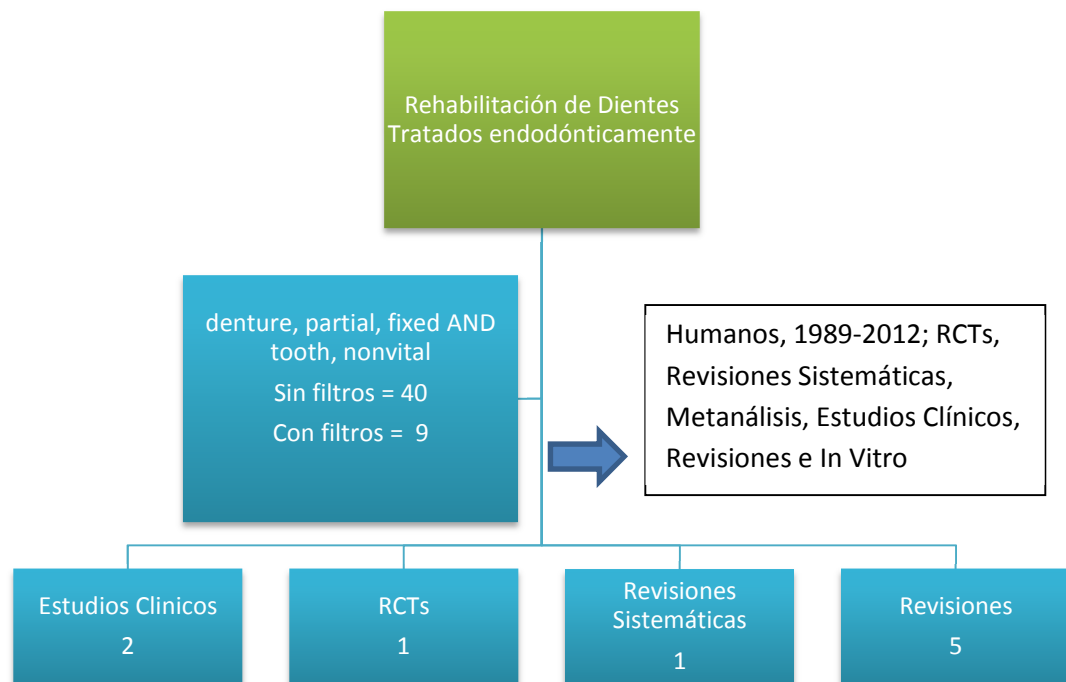 Rehabilitación de Dientes
Tratados endodónticamente
denture, partial, fixed AND
tooth, nonvital
Sin filtros = 40
Con filtros =  9
Humanos, 1989-2012; RCTs,
Revisiones Sistemáticas,
Metanálisis, Estudios Clínicos,
Revisiones e In Vitro
Estudios Clinicos
2
RCTs
1
Revisiones
Sistemáticas
1
Revisiones
5